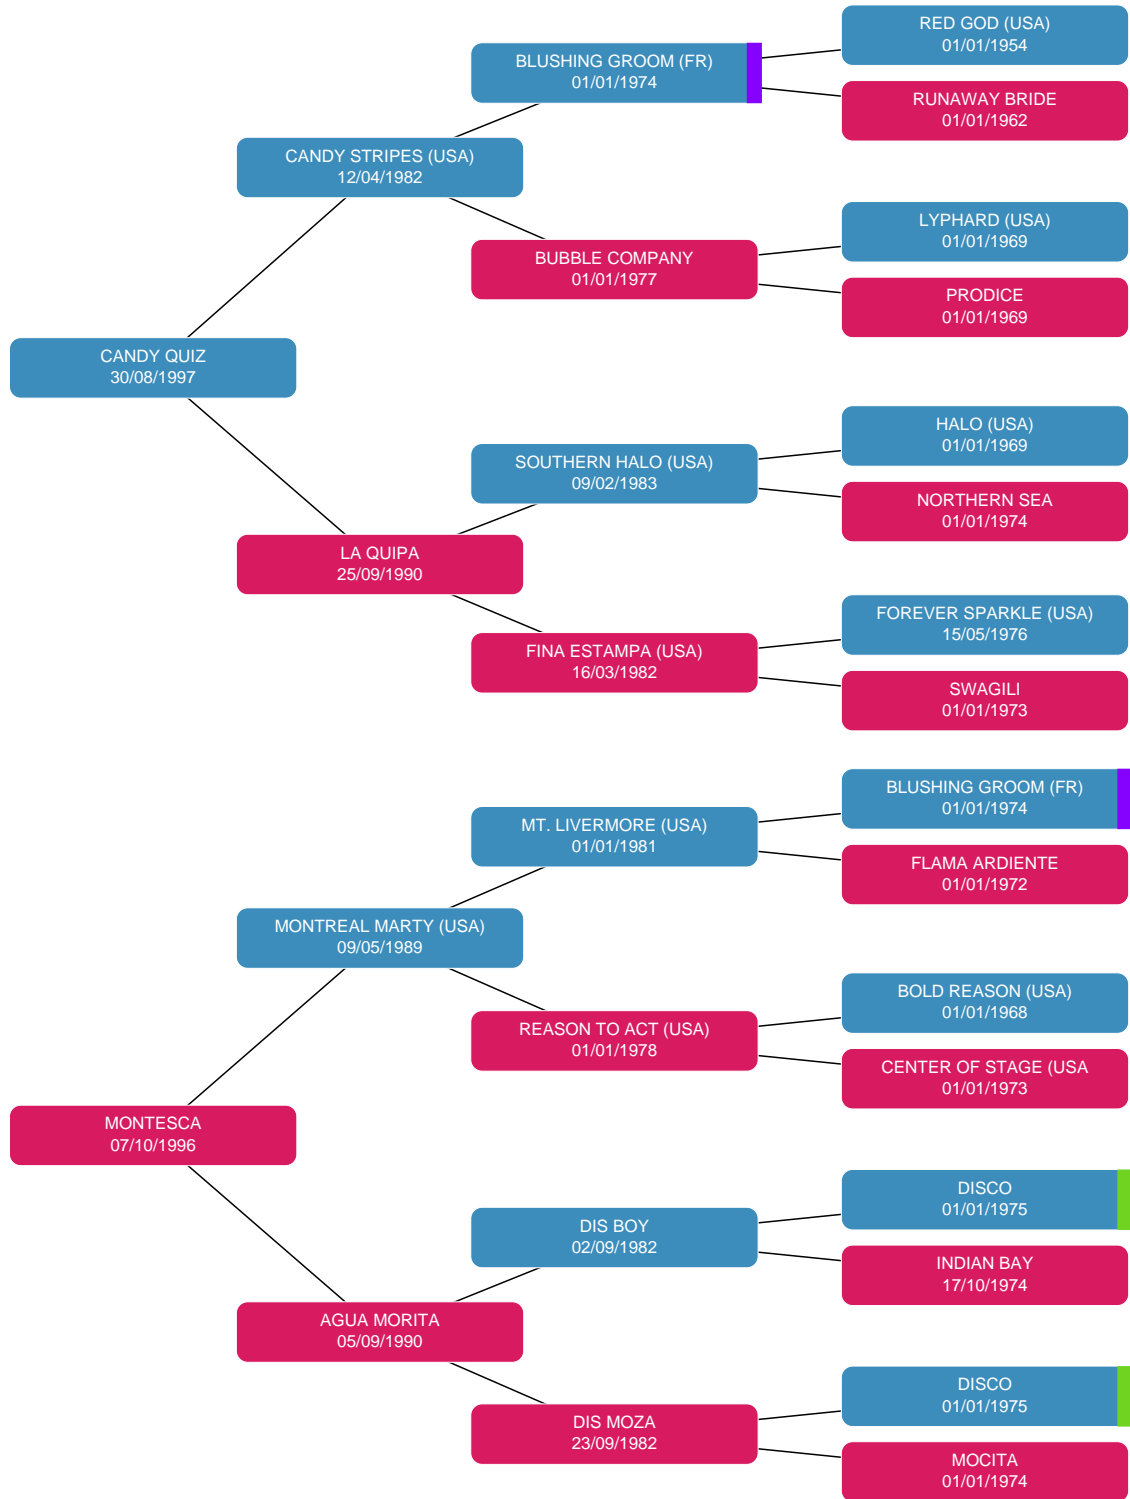 RED GOD (USA)
01/01/1954
BLUSHING GROOM (FR)
01/01/1974
RUNAWAY BRIDE
01/01/1962
CANDY STRIPES (USA)
12/04/1982
LYPHARD (USA)
01/01/1969
BUBBLE COMPANY
01/01/1977
PRODICE
01/01/1969
CANDY QUIZ
30/08/1997
HALO (USA)
01/01/1969
SOUTHERN HALO (USA)
09/02/1983
NORTHERN SEA
01/01/1974
LA QUIPA
25/09/1990
FOREVER SPARKLE (USA)
15/05/1976
FINA ESTAMPA (USA)
16/03/1982
SWAGILI
01/01/1973
BLUSHING GROOM (FR)
01/01/1974
MT. LIVERMORE (USA)
01/01/1981
FLAMA ARDIENTE
01/01/1972
MONTREAL MARTY (USA)
09/05/1989
BOLD REASON (USA)
01/01/1968
REASON TO ACT (USA)
01/01/1978
CENTER OF STAGE (USA
01/01/1973
MONTESCA
07/10/1996
DISCO
01/01/1975
DIS BOY
02/09/1982
INDIAN BAY
17/10/1974
AGUA MORITA
05/09/1990
DISCO
01/01/1975
DIS MOZA
23/09/1982
MOCITA
01/01/1974